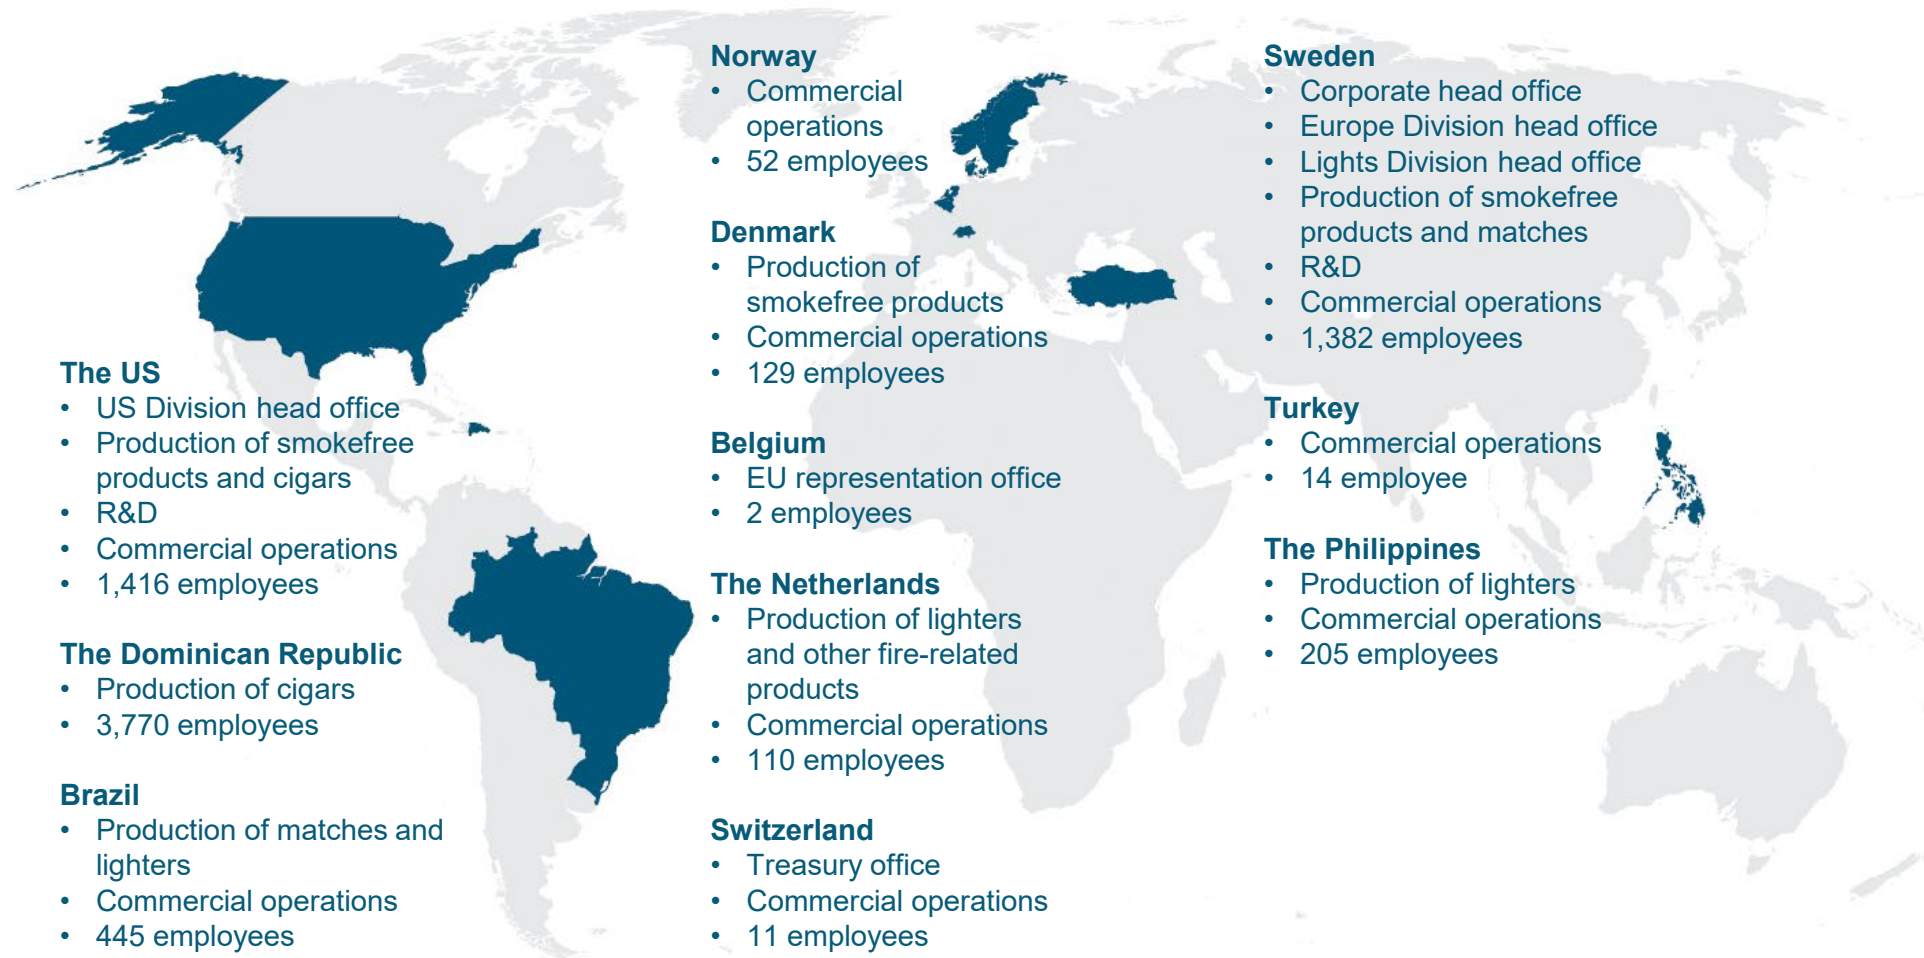 The US
• US Division head office
• Production of smokefree
products and cigars
• R&D
• Commercial operations
• 1,416 employees
The Dominican Republic
• Production of cigars
• 3,770 employees
Brazil
• Production of matches and
lighters
• Commercial operations
• 445 employees
Norway
• Commercial
operations
• 52 employees
Denmark
• Production of
smokefree products
• Commercial operations
• 129 employees
Belgium
• EU representation office
• 2 employees
The Netherlands
• Production of lighters
and other fire-related
products
• Commercial operations
• 110 employees
Switzerland
• Treasury office
• Commercial operations
• 11 employees
Sweden
• Corporate head office
• Europe Division head office
• Lights Division head office
• Production of smokefree
products and matches
• R&D
• Commercial operations
• 1,382 employees
Turkey
• Commercial operations
• 14 employee
The Philippines
• Production of lighters
• Commercial operations
• 205 employees